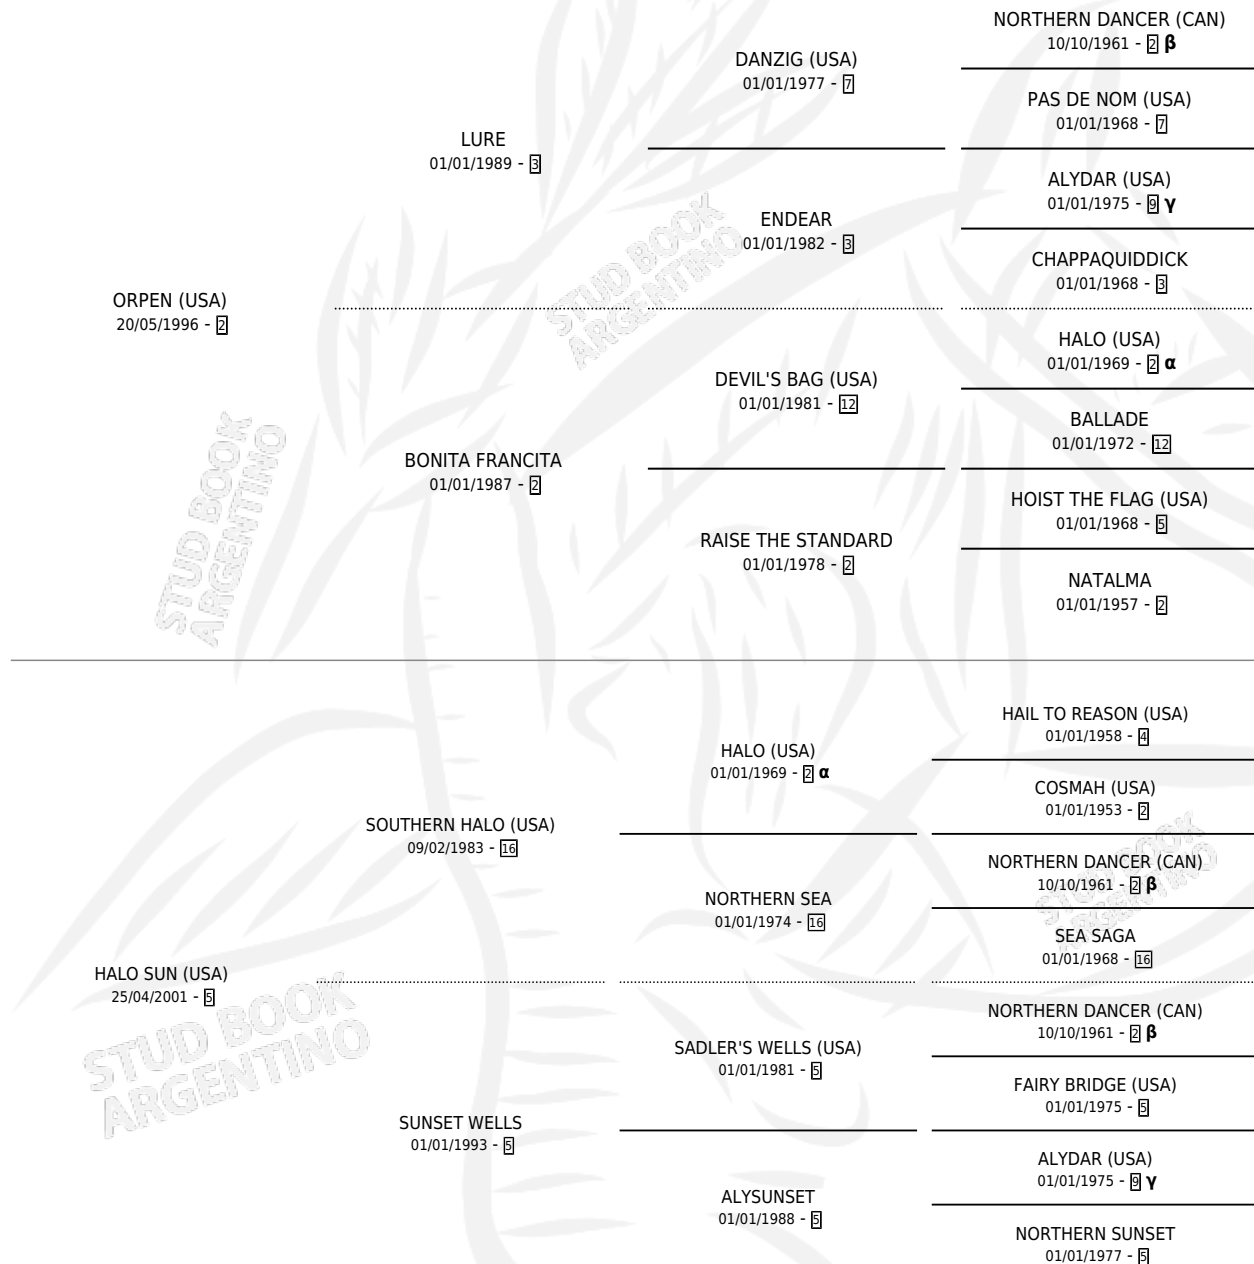 NORTHERN DANCER (CAN)
10/10/1961 - 2 β
DANZIG (USA)
01/01/1977 - 7
PAS DE NOM (USA)
01/01/1968 - 7
LURE
01/01/1989 - 3
ALYDAR (USA)
01/01/1975 - 9 γ
ENDEAR
01/01/1982 - 3
CHAPPAQUIDDICK
01/01/1968 - 3
STUD BOOK
ARGENTINO
ORPEN (USA)
20/05/1996 - 2
HALO (USA)
01/01/1969 - 2 α
DEVIL'S BAG (USA)
01/01/1981 - 12
BALLADE
01/01/1972 - 12
BONITA FRANCITA
01/01/1987 - 2
HOIST THE FLAG (USA)
01/01/1968 - 5
RAISE THE STANDARD
01/01/1978 - 2
NATALMA
01/01/1957 - 2
STUD BOOK
ARGENTINO
HAIL TO REASON (USA)
01/01/1958 - 4
HALO (USA)
01/01/1969 - 2 α
COSMAH (USA)
01/01/1953 - 2
SOUTHERN HALO (USA)
09/02/1983 - 16
NORTHERN DANCER (CAN)
10/10/1961 - 2 β
NORTHERN SEA
01/01/1974 - 16
SEA SAGA
01/01/1968 - 16
STUD BOOK
ARGENTINO
HALO SUN (USA)
25/04/2001 - 5
NORTHERN DANCER (CAN)
10/10/1961 - 2 β
SADLER'S WELLS (USA)
01/01/1981 - 5
FAIRY BRIDGE (USA)
01/01/1975 - 5
SUNSET WELLS
01/01/1993 - 5
ALYDAR (USA)
01/01/1975 - 9 γ
ALYSUNSET
01/01/1988 - 5
NORTHERN SUNSET
01/01/1977 - 5
STUD BOOK
ARGENTINO